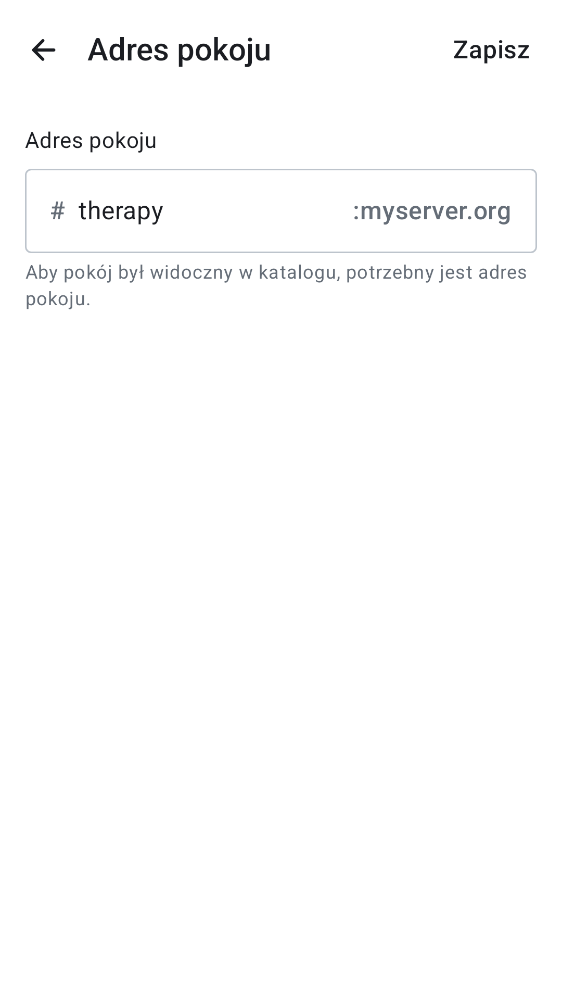 Adres pokoju
Zapisz
Adres pokoju
# therapy :myserver.org
Aby pokój był widoczny w katalogu, potrzebny jest adres
pokoju.